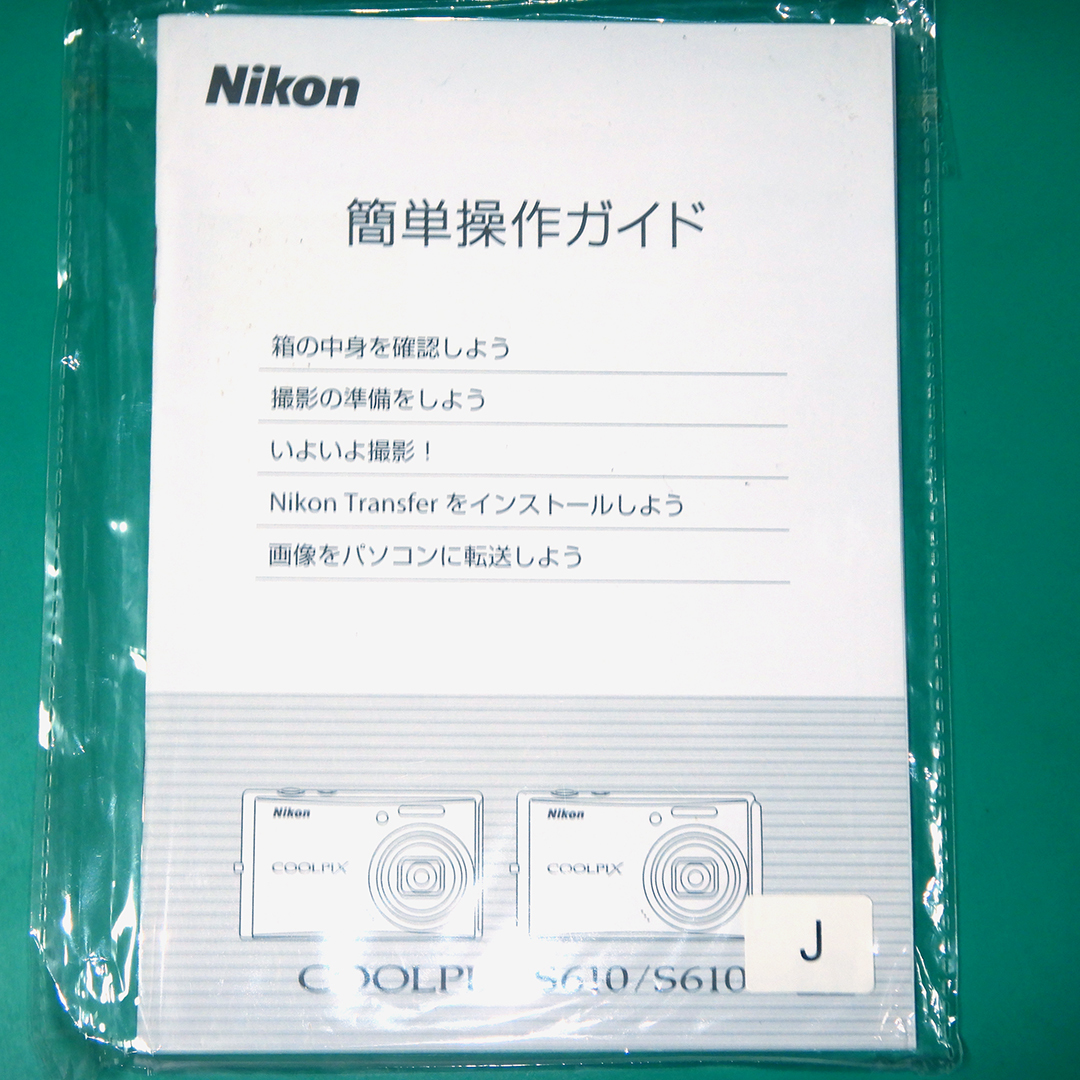 Nikon
簡単操作ガイド
箱の中身を確認しよう
撮影の準備をしよう
いよいよ撮影！
Nikon Transfer をインストールしよう
画像をパソコンに転送しよう
Nikon
COOLPIX
Nikon
COOLPIX
COOLPI S610/S610
J